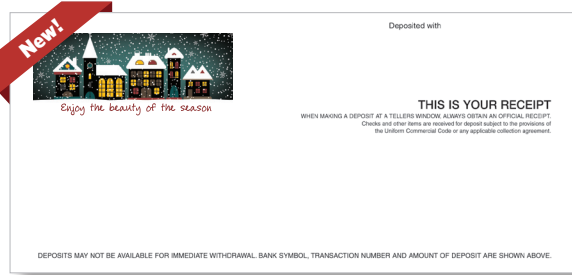 New!
Deposited with
Enjoy the beauty of the season
THIS IS YOUR RECEIPT
WHEN MAKING A DEPOSIT AT A TELLERS WINDOW, ALWAYS OBTAIN AN OFFICIAL RECEIPT.
Checks and other items are received for deposit subject to the provisions of
the Uniform Commercial Code or any applicable collection agreement.
DEPOSITS MAY NOT BE AVAILABLE FOR IMMEDIATE WITHDRAWAL. BANK SYMBOL, TRANSACTION NUMBER AND AMOUNT OF DEPOSIT ARE SHOWN ABOVE.